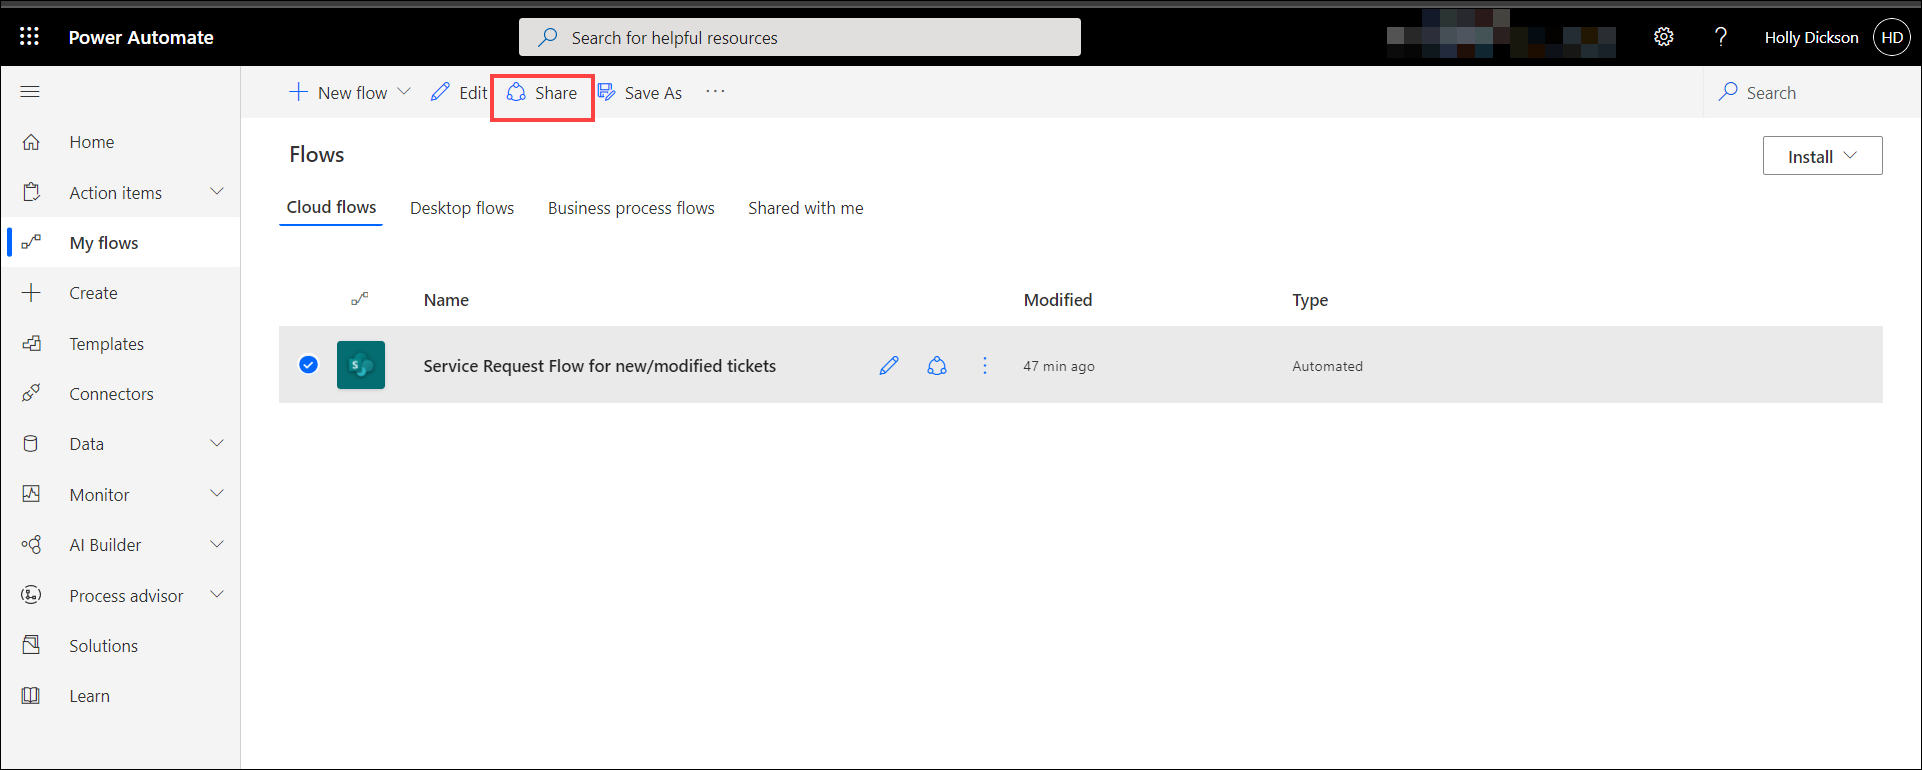 Power Automate
Search for helpful resources
? Holly Dickson HD
New flow Edit Share Save As ...
Search
Home
Action items
My flows
Create
Templates
Connectors
Data
Monitor
AI Builder
Process advisor
Solutions
Learn
Flows
Install
Cloud flows Desktop flows Business process flows Shared with me
Name Modified Type
S Service Request Flow for new/modified tickets 47 min ago Automated